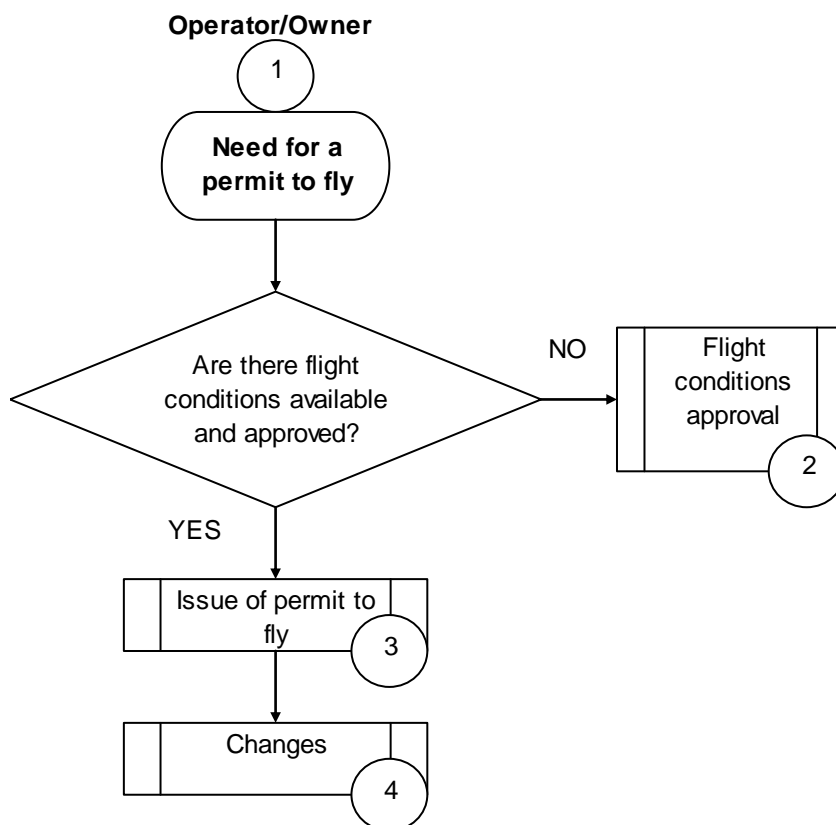 Operator/Owner
1
Need for a
permit to fly
Are there flight
conditions available
and approved?
NO
Flight
conditions
approval
2
YES
Issue of permit to
fly
3
Changes
4